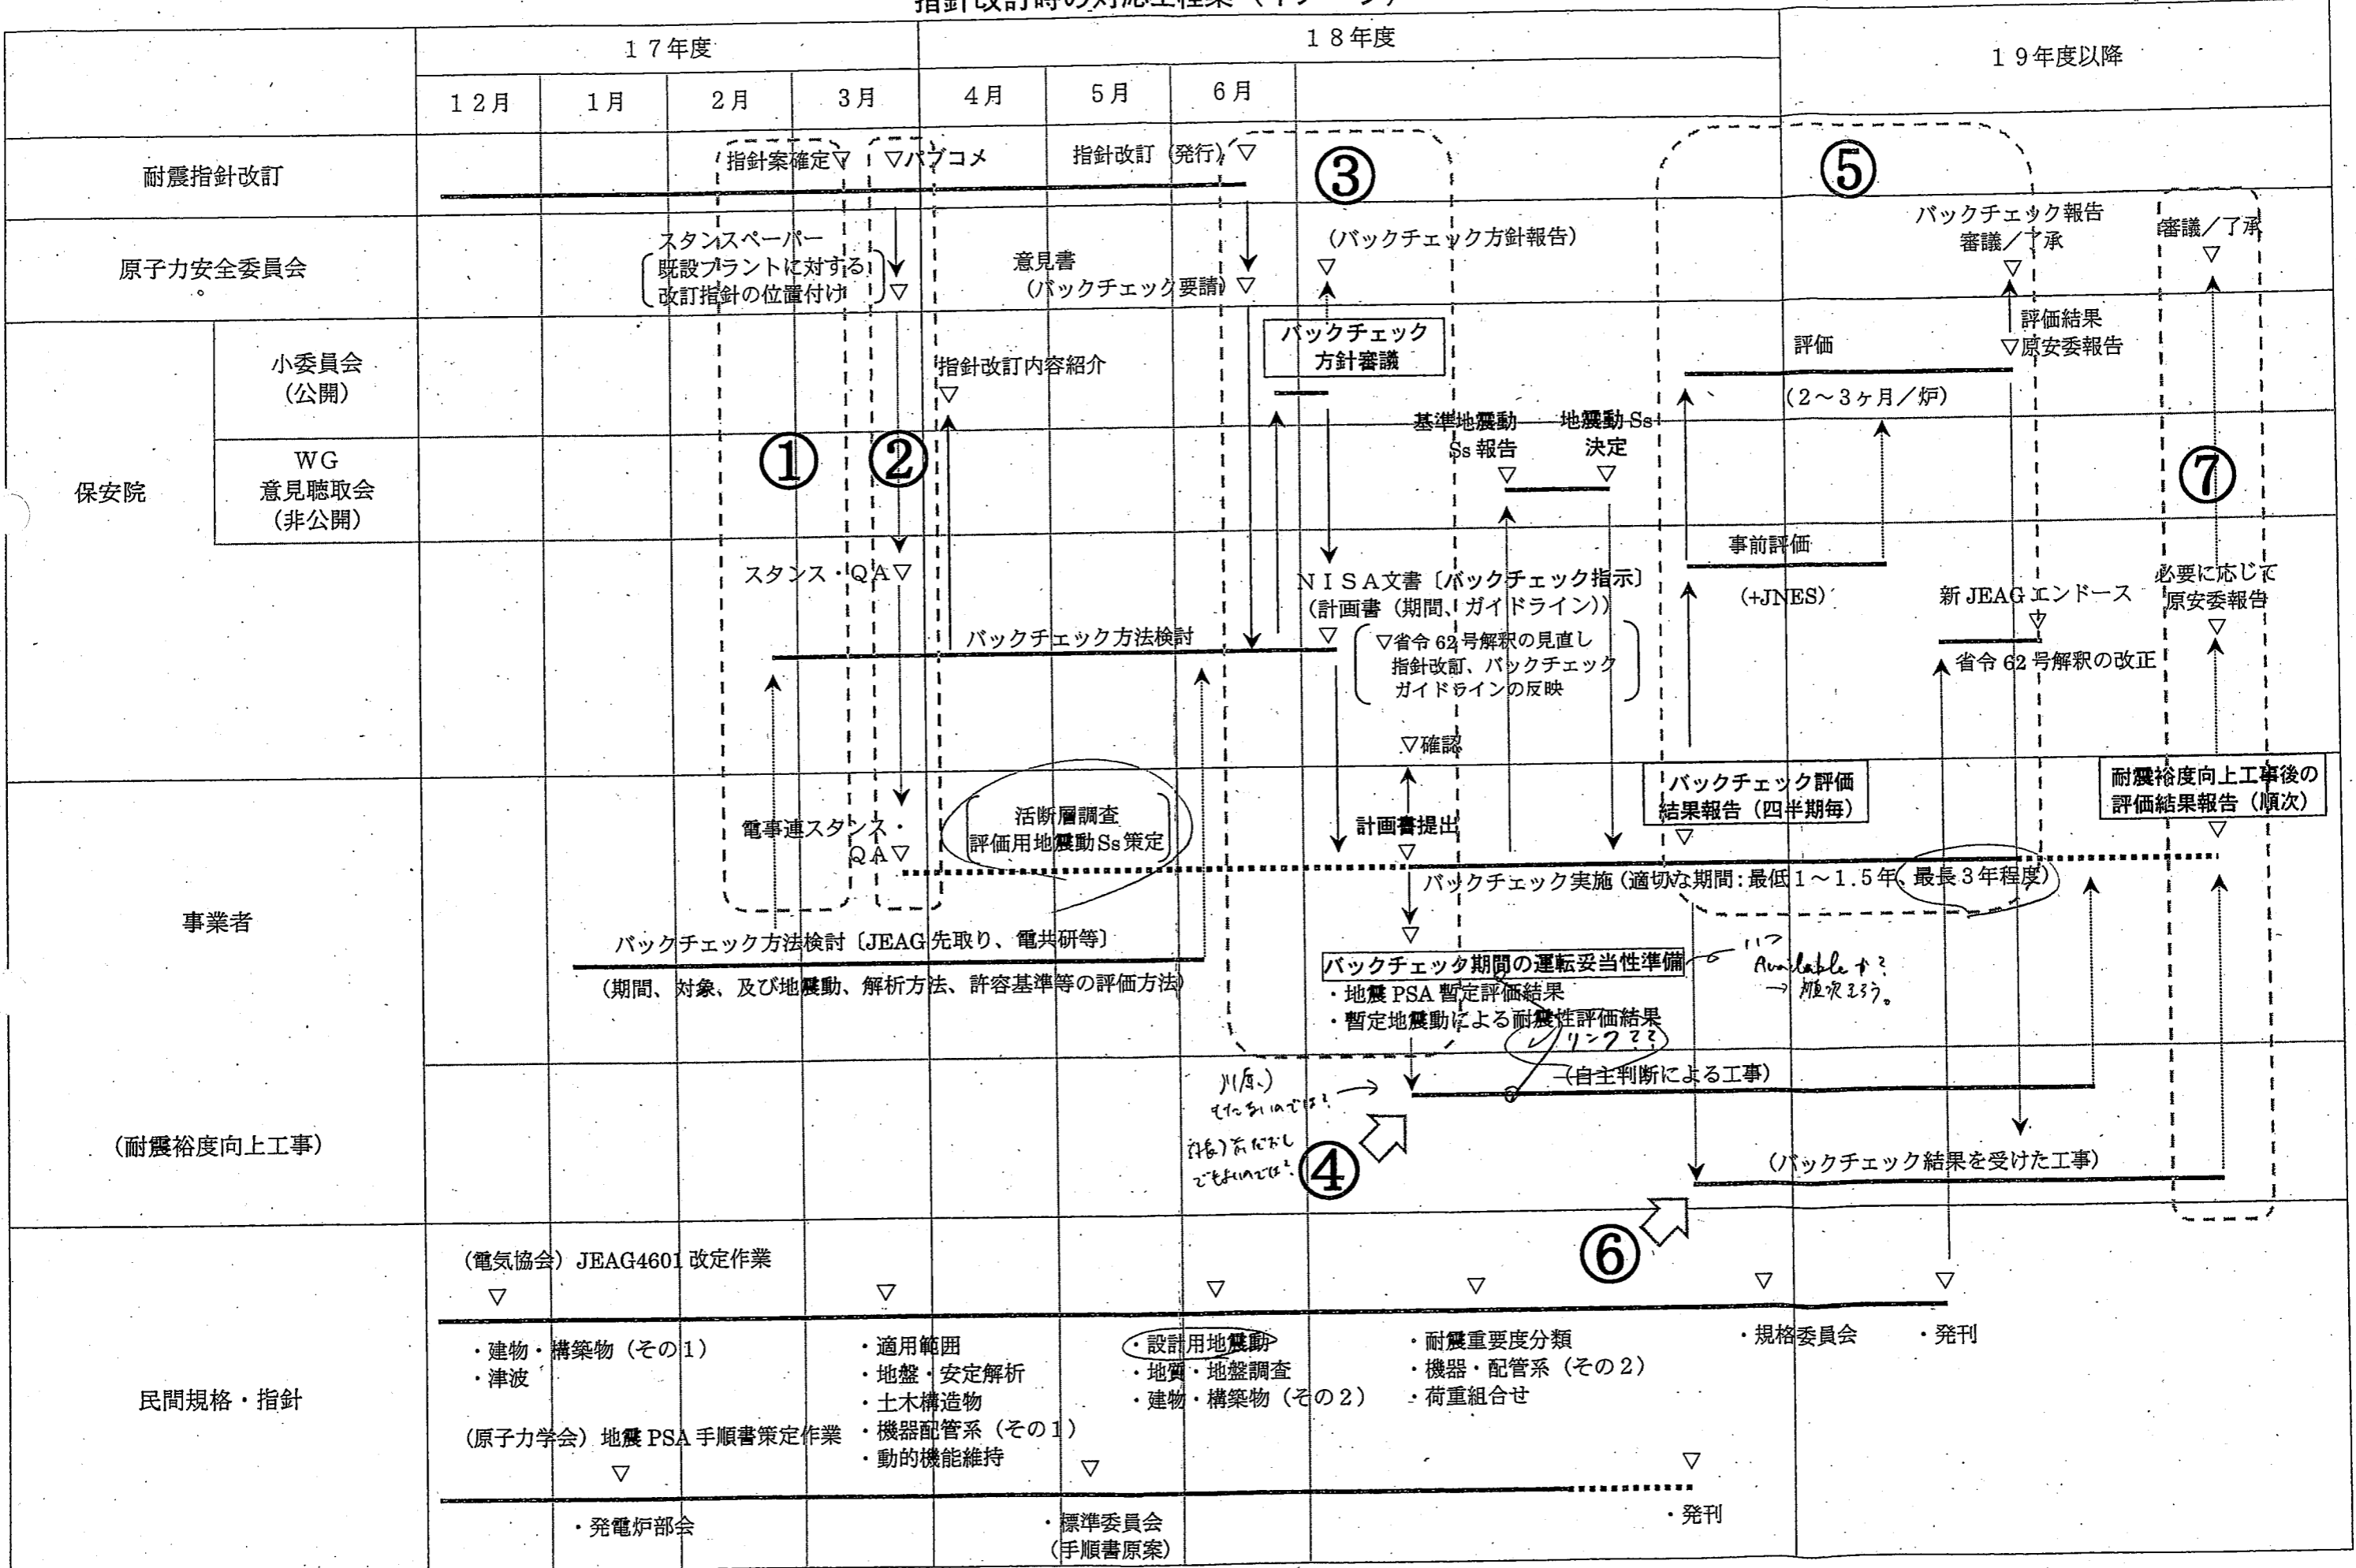 指針改訂時の対応工程案（イメージ）
１７年度
１８年度
１９年度以降
１２月
１月
２月
３月
４月
５月
６月
耐震指針改訂
指針案確定▽
▽パブコメ
指針改訂（発行）▽
③
⑤
原子力安全委員会
スタンスペーパー
既設プラントに対する
改訂指針の位置付け
▽
意見書
（バックチェック要請）▽
（バックチェック方針報告）
▽
バックチェック報告
審議／了承
▽
審議／了承
▽
保安院
小委員会
（公開）
指針改訂内容紹介
▽
バックチェック
方針審議
評価
（２～３ヶ月／炉）
評価結果
▽原安委報告
WG
意見聴取会
（非公開）
①
②
基準地震動
Ss 報告
▽
地震動 Ss
決定
▽
⑦
スタンス・ＱＡ▽
バックチェック方法検討
ＮＩＳＡ文書〔バックチェック指示〕
（計画書（期間、ガイドライン））
▽
▽省令 62 号解釈の見直し
指針改訂、バックチェック
ガイドラインの反映
▽確認
事前評価
（+JNES）
新 JEAG エンドース
▽
省令 62 号解釈の改正
必要に応じて
原安委報告
▽
事業者
電事連スタンス・
ＱＡ▽
活断層調査
評価用地震動 Ss 策定
計画書提出
▽
バックチェック評価
結果報告（四半期毎）
▽
耐震裕度向上工事後の
評価結果報告（順次）
▽
バックチェック実施（適切な期間：最低１～１.５年、最長３年程度）
▽
バックチェック方法検討〔JEAG 先取り、電共研等〕
（期間、対象、及び地震動、解析方法、許容基準等の評価方法）
バックチェック期間の運転妥当性準備
・地震 PSA 暫定評価結果
・暫定地震動による耐震性評価結果
いつ
Available か？
→順次そろう。
リンク？？
（耐震裕度向上工事）
（自主判断による工事）
でもよいのでは？
④
（バックチェック結果を受けた工事）
⑥
民間規格・指針
（電気協会）JEAG4601 改定作業
▽
▽
▽
▽
▽
▽
・建物・構築物（その１）
・津波
・適用範囲
・地盤・安定解析
・土木構造物
・機器配管系（その１）
・動的機能維持
・設計用地震動
・地質・地盤調査
・建物・構築物（その２）
・耐震重要度分類
・機器・配管系（その２）
・荷重組合せ
・規格委員会
・発刊
（原子力学会）地震 PSA 手順書策定作業
▽
▽
▽
・発電炉部会
・標準委員会
（手順書原案）
・発刊